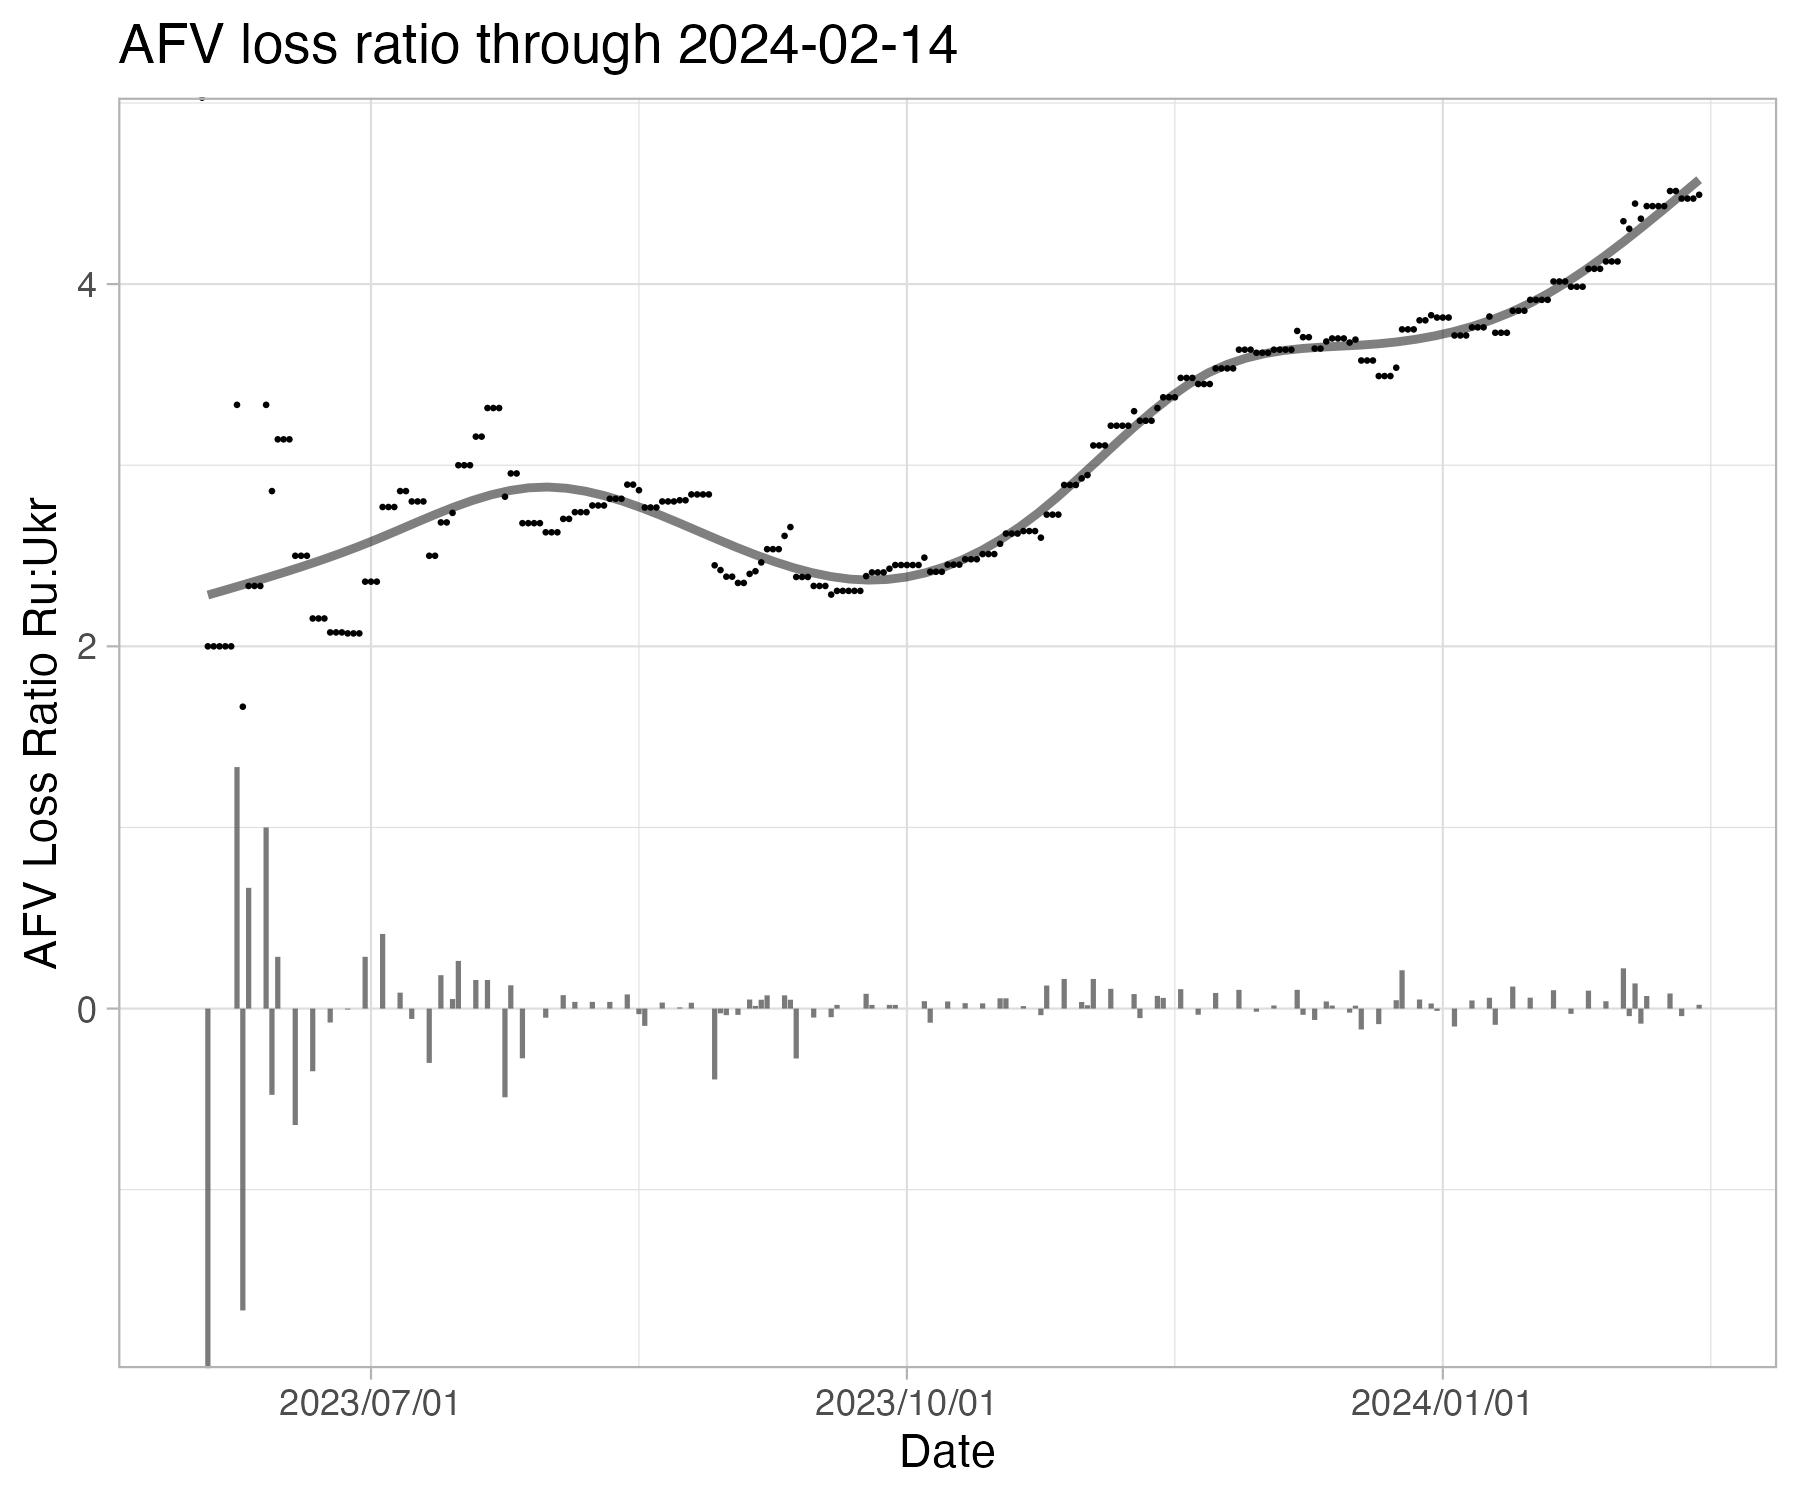 AFV loss ratio through 2024-02-14
AFV Loss Ratio Ru:Ukr
4
2
0
2023/07/01
2023/10/01
2024/01/01
Date